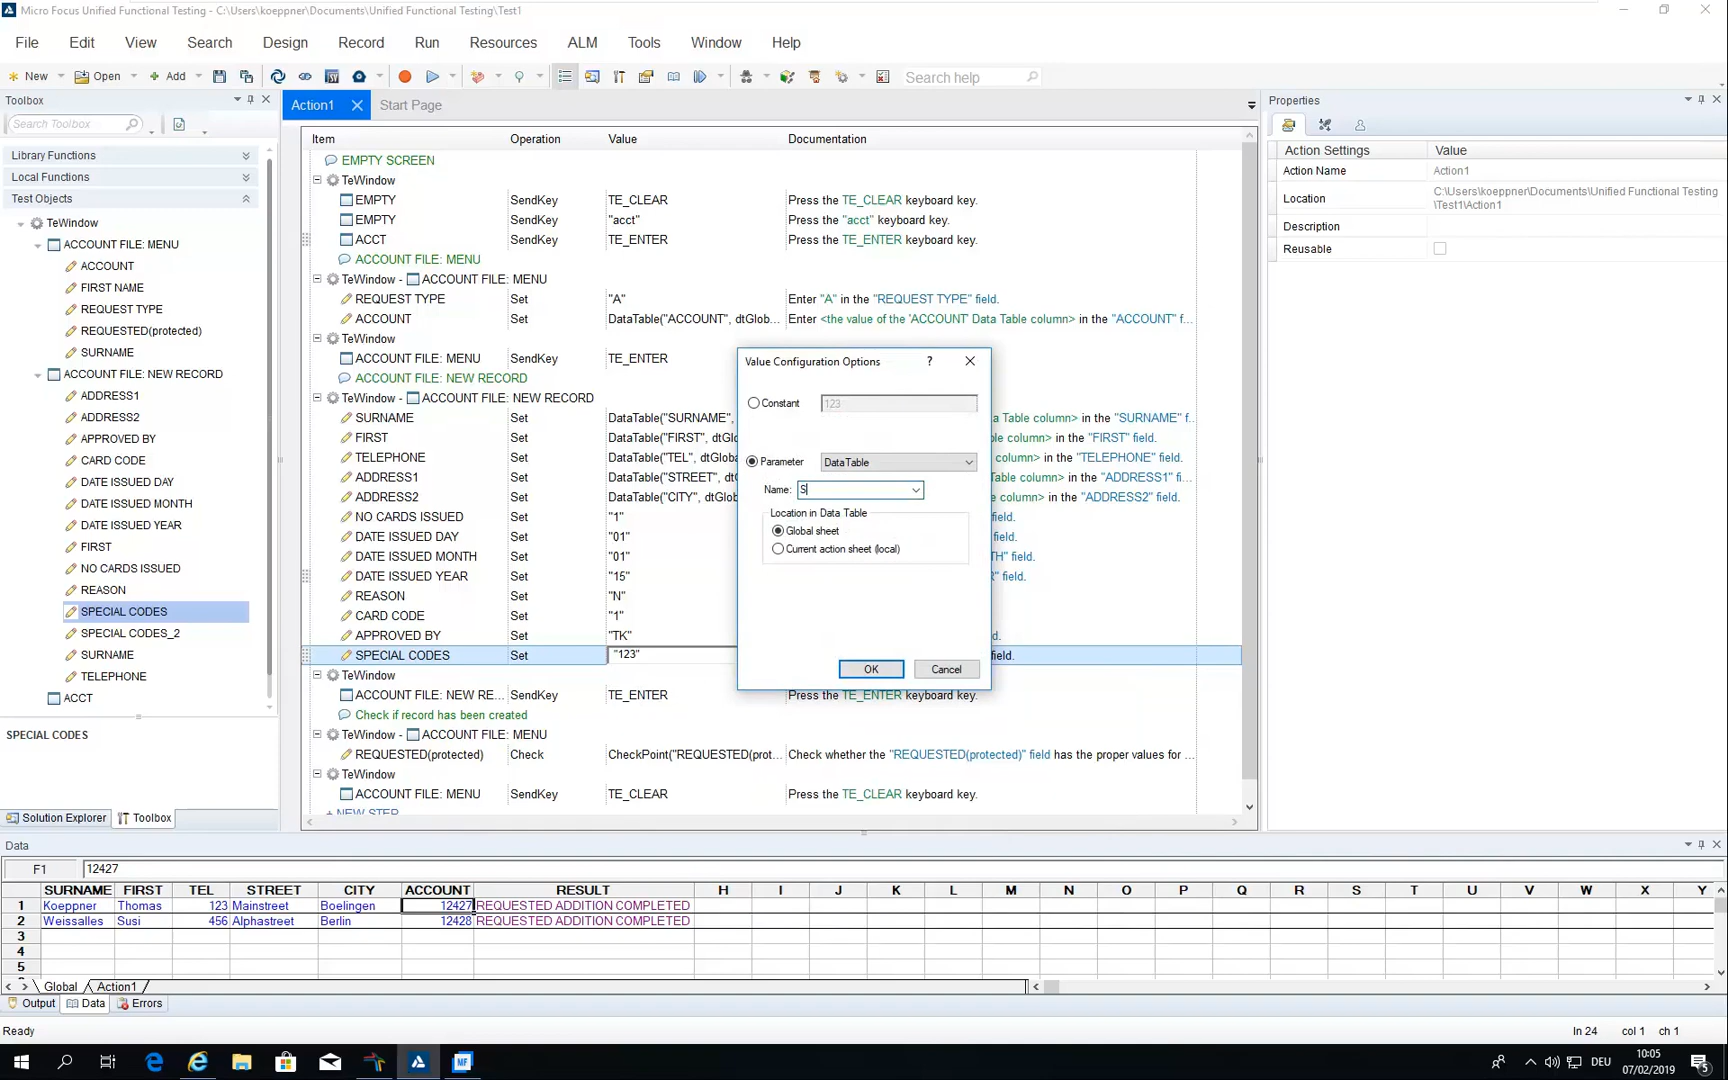 Micro Focus Unified Functional Testing - C:\Users\koeppner\Documents\Unified Functional Testing\Test1
File Edit View Search Design Record Run Resources ALM Tools Window Help
New Open Add Search help
Toolbox
Search Toolbox
Library Functions
Local Functions
Test Objects
TeWindow
ACCOUNT FILE: MENU
ACCOUNT
FIRST NAME
REQUEST TYPE
REQUESTED(protected)
SURNAME
ACCOUNT FILE: NEW RECORD
ADDRESS1
ADDRESS2
APPROVED BY
CARD CODE
DATE ISSUED DAY
DATE ISSUED MONTH
DATE ISSUED YEAR
FIRST
NO CARDS ISSUED
REASON
SPECIAL CODES
SPECIAL CODES_2
SURNAME
TELEPHONE
ACCT
SPECIAL CODES
Solution Explorer Toolbox
Action1 Start Page
Item Operation Value Documentation
EMPTY SCREEN
TeWindow
EMPTY SendKey TE_CLEAR Press the TE_CLEAR keyboard key.
EMPTY SendKey "acct" Press the "acct" keyboard key.
ACCT SendKey TE_ENTER Press the TE_ENTER keyboard key.
ACCOUNT FILE: MENU
TeWindow - ACCOUNT FILE: MENU
REQUEST TYPE Set "A" Enter "A" in the "REQUEST TYPE" field.
ACCOUNT Set DataTable("ACCOUNT", dtGlob... Enter <the value of the 'ACCOUNT' Data Table column> in the "ACCOUNT" f...
TeWindow
ACCOUNT FILE: MENU SendKey TE_ENTER
ACCOUNT FILE: NEW RECORD
TeWindow - ACCOUNT FILE: NEW RECORD
SURNAME Set DataTable("SURNAME", a Table column> in the "SURNAME" f...
FIRST Set DataTable("FIRST", dtGlo ble column> in the "FIRST" field.
TELEPHONE Set DataTable("TEL", dtGloba e column> in the "TELEPHONE" field.
ADDRESS1 Set DataTable("STREET", dtG able column> in the "ADDRESS1" fi...
ADDRESS2 Set DataTable("CITY", dtGlob e column> in the "ADDRESS2" field.
NO CARDS ISSUED Set "1" field.
DATE ISSUED DAY Set "01" field.
DATE ISSUED MONTH Set "01" TH" field.
DATE ISSUED YEAR Set "15" R" field.
REASON Set "N"
CARD CODE Set "1"
APPROVED BY Set "TK" d.
SPECIAL CODES Set "123" field.
TeWindow
ACCOUNT FILE: NEW RE... SendKey TE_ENTER Press the TE_ENTER keyboard key.
Check if record has been created
TeWindow - ACCOUNT FILE: MENU
REQUESTED(protected) Check CheckPoint("REQUESTED(prot... Check whether the "REQUESTED(protected)" field has the proper values for ...
TeWindow
ACCOUNT FILE: MENU SendKey TE_CLEAR Press the TE_CLEAR keyboard key.
NEW STEP
Value Configuration Options ?
Constant 123
Parameter DataTable
Name: S
Location in Data Table
Global sheet
Current action sheet (local)
OK Cancel
Properties
Action Settings Value
Action Name Action1
Location C:\Users\koeppner\Documents\Unified Functional Testing
\Test1\Action1
Description
Reusable
Data
F1 12427
SURNAME FIRST TEL STREET CITY ACCOUNT RESULT H I J K L M N O P Q R S T U V W X Y
1 Koeppner Thomas 123 Mainstreet Boelingen 12427 REQUESTED ADDITION COMPLETED
2 Weissalles Susi 456 Alphastreet Berlin 12428 REQUESTED ADDITION COMPLETED
3
4
5
Global Action1
Output Data Errors
Ready ln 24 col 1 ch 1
MF DEU 10:05
07/02/2019 5